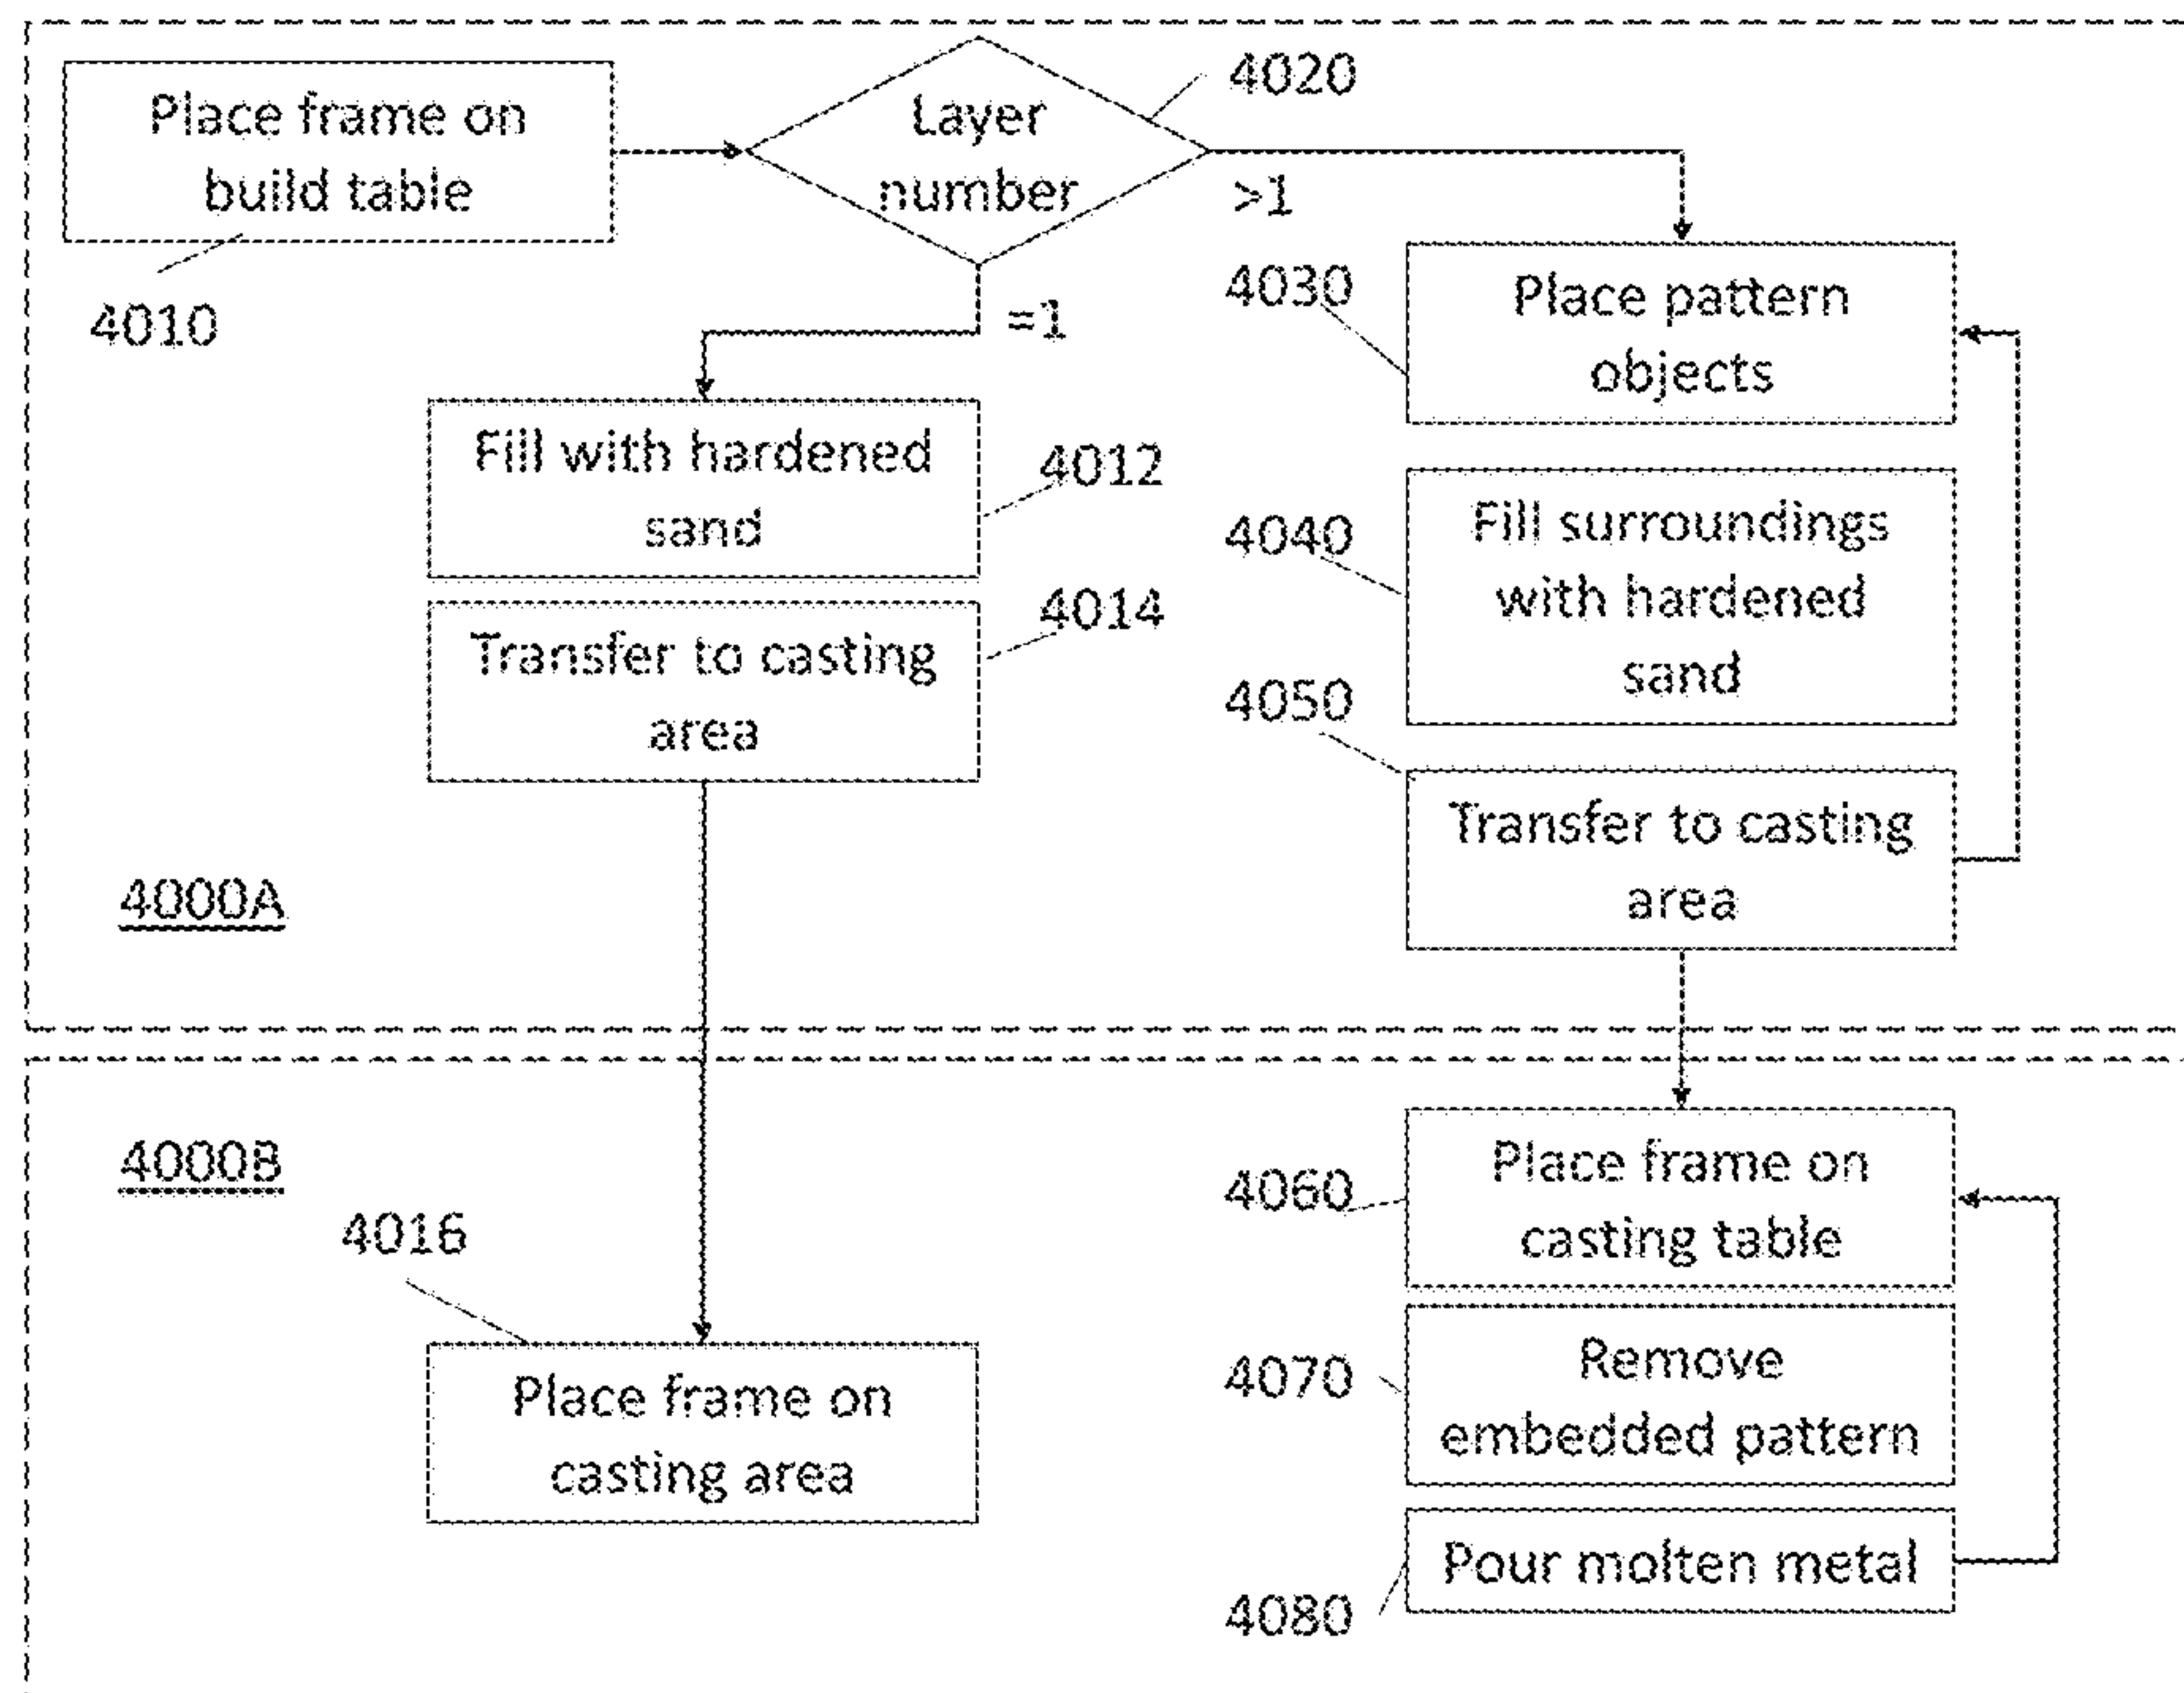 Place frame on
build table
4010
Layer
number
4020
>1
=1
Fill with hardened
sand
4012
Transfer to casting
area
4014
4030
Place pattern
objects
4040
Fill surroundings
with hardened
sand
4050
Transfer to casting
area
4000A
4000B
4016
Place frame on
casting area
4060
Place frame on
casting table
4070
Remove
embedded pattern
4080
Pour molten metal